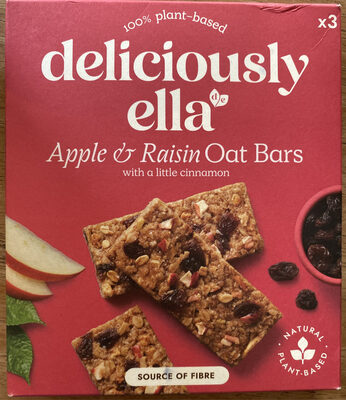 100% plant-based
x3
deliciously
ella
d/e
Apple & Raisin Oat Bars
with a little cinnamon
NATURAL
PLANT-BASED
SOURCE OF FIBRE